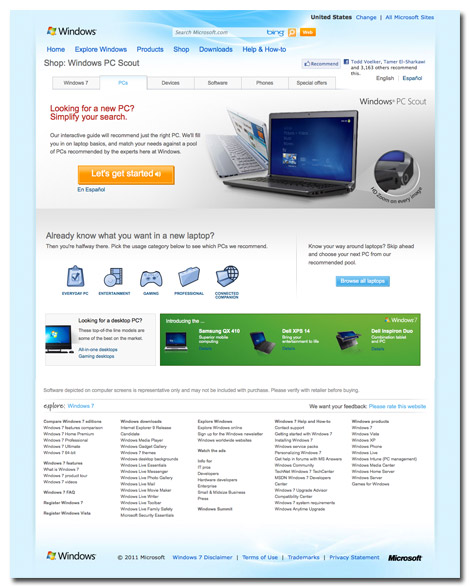 United States Change | All Microsoft Sites
Windows
Search Microsoft.com bing Web
Home Explore Windows Products Shop Downloads Help & How-to
Shop: Windows PC Scout
Recommend
Todd Voelker, Tamer El-Sharkawi
and 3,163 others recommend
this.
English | Español
Windows 7 PCs Devices Software Phones Special offers
Looking for a new PC?
Simplify your search.
Windows PC Scout
Our interactive guide will recommend just the right PC. We'll fill
you in on laptop basics, and match your needs against a pool
of PCs recommended by the experts here at Windows.
Let's get started
En Español
HD Zoom on every image
Already know what you want in a new laptop?
Then you're halfway there. Pick the usage category below to see which PCs we recommend.
Know your way around laptops? Skip ahead
and choose your next PC from our
recommended pool.
Browse all laptops
EVERYDAY PC ENTERTAINMENT GAMING PROFESSIONAL CONNECTED
COMPANION
Looking for a desktop PC?
These top-of-the line models are
some of the best on the market.
All-in-one desktops
Gaming desktops
Introducing the ...
Windows 7
Samsung QX 410
Superior mobile
computing
Details
Dell XPS 14
Bring your
entertainment to life
Details
Dell Inspiron Duo
Combination tablet
and PC
Details
Software depicted on computer screens is representative only and may not be included with purchase. Please verify with retailer before buying.
explore: Windows 7
We want your feedback: Please rate this website
Compare Windows 7 editions
Windows 7 features comparison
Windows 7 Home Premium
Windows 7 Professional
Windows 7 Ultimate
Windows 7 64-bit
Windows 7 features
What is Windows 7
Windows 7 product tour
Windows 7 videos
Windows 7 FAQ
Register Windows 7
Register Windows Vista
Windows downloads
Internet Explorer 9 Release
Candidate
Windows Media Player
Windows Gadget Gallery
Windows 7 themes
Windows desktop backgrounds
Windows Live Essentials
Windows Live Messenger
Windows Live Photo Gallery
Windows Live Mail
Windows Live Movie Maker
Windows Live Writer
Windows Live Toolbar
Windows Live Family Safety
Microsoft Security Essentials
Explore Windows
Explore Windows online
Sign up for the Windows newsletter
Windows worldwide websites
Watch the ads
Info for
IT pros
Developers
Hardware developers
Enterprise
Small & Midsize Business
Press
Windows Summit
Windows 7 Help and How-to
Contact support
Getting started with Windows 7
Installing Windows 7
Windows service packs
Personalizing Windows 7
Get help in forums with MS Answers
Windows Community
TechNet Windows 7 TechCenter
MSDN Windows 7 Developers
Center
Windows 7 Upgrade Advisor
Compatibility Center
Windows 7 system requirements
Windows Anytime Upgrade
Windows products
Windows 7
Windows Vista
Windows XP
Windows Phone
Windows Live
Windows Intune (PC management)
Windows Media Center
Windows Home Server
Windows Server
Games for Windows
Windows
© 2011 Microsoft Windows 7 Disclaimer | Terms of Use | Trademarks | Privacy Statement Microsoft